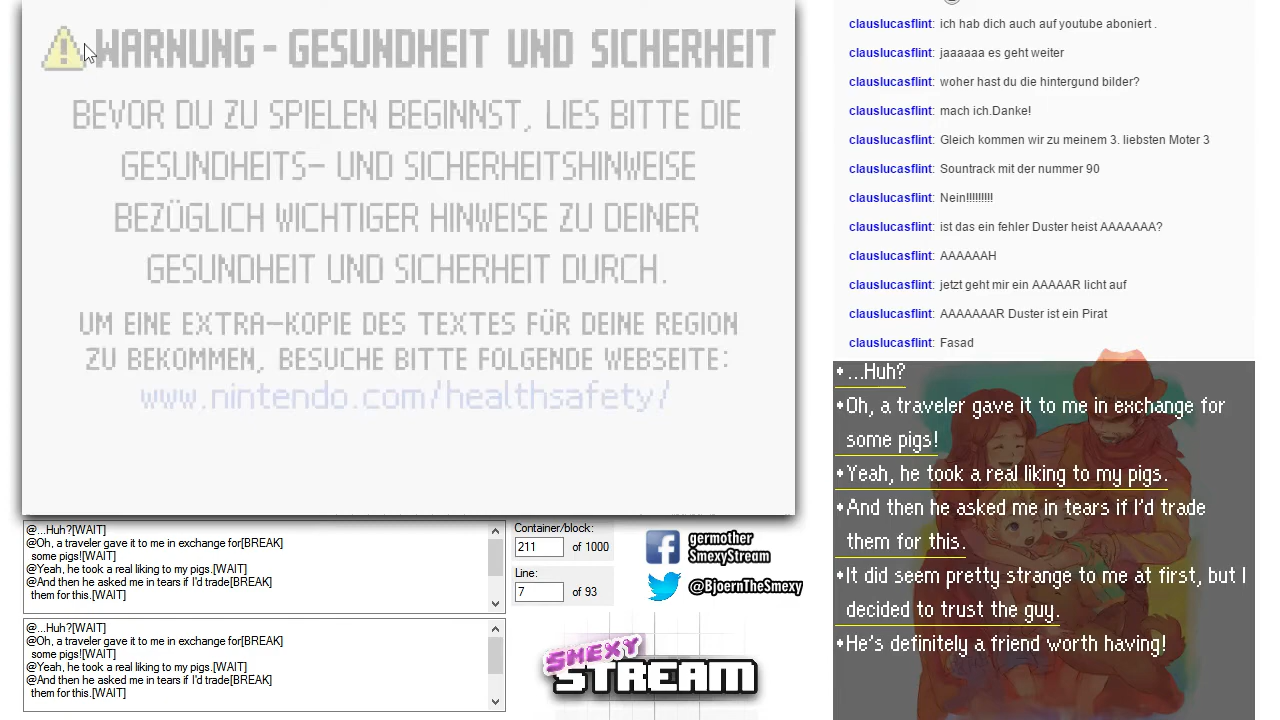 WARNUNG - GESUNDHEIT UND SICHERHEIT
BEVOR DU ZU SPIELEN BEGINNST, LIES BITTE DIE
GESUNDHEITS- UND SICHERHEITSHINWEISE
BEZÜGLICH WICHTIGER HINWEISE ZU DEINER
GESUNDHEIT UND SICHERHEIT DURCH.
UM EINE EXTRA-KOPIE DES TEXTES FÜR DEINE REGION
ZU BEKOMMEN, BESUCHE BITTE FOLGENDE WEBSEITE:
www.nintendo.com/healthsafety/
@...Huh?[WAIT]
@Oh, a traveler gave it to me in exchange for[BREAK]
some pigs![WAIT]
@Yeah, he took a real liking to my pigs.[WAIT]
@And then he asked me in tears if I'd trade[BREAK]
them for this.[WAIT]
@...Huh?[WAIT]
@Oh, a traveler gave it to me in exchange for[BREAK]
some pigs![WAIT]
@Yeah, he took a real liking to my pigs.[WAIT]
@And then he asked me in tears if I'd trade[BREAK]
them for this.[WAIT]
Container/block:
211 of 1000
Line:
7 of 93
germother
SmexyStream
@BjoernTheSmexy
SMEXY
STREAM
clauslucasflint: ich hab dich auch auf youtube aboniert .
clauslucasflint: jaaaaaa es geht weiter
clauslucasflint: woher hast du die hintergund bilder?
clauslucasflint: mach ich.Danke!
clauslucasflint: Gleich kommen wir zu meinem 3. liebsten Moter 3
clauslucasflint: Sountrack mit der nummer 90
clauslucasflint: Nein!!!!!!!!!
clauslucasflint: ist das ein fehler Duster heist AAAAAAA?
clauslucasflint: AAAAAAH
clauslucasflint: jetzt geht mir ein AAAAAR licht auf
clauslucasflint: AAAAAAAR Duster ist ein Pirat
clauslucasflint: Fasad
•...Huh?
•Oh, a traveler gave it to me in exchange for
some pigs!
•Yeah, he took a real liking to my pigs.
•And then he asked me in tears if I'd trade
them for this.
•It did seem pretty strange to me at first, but I
decided to trust the guy.
•He's definitely a friend worth having!